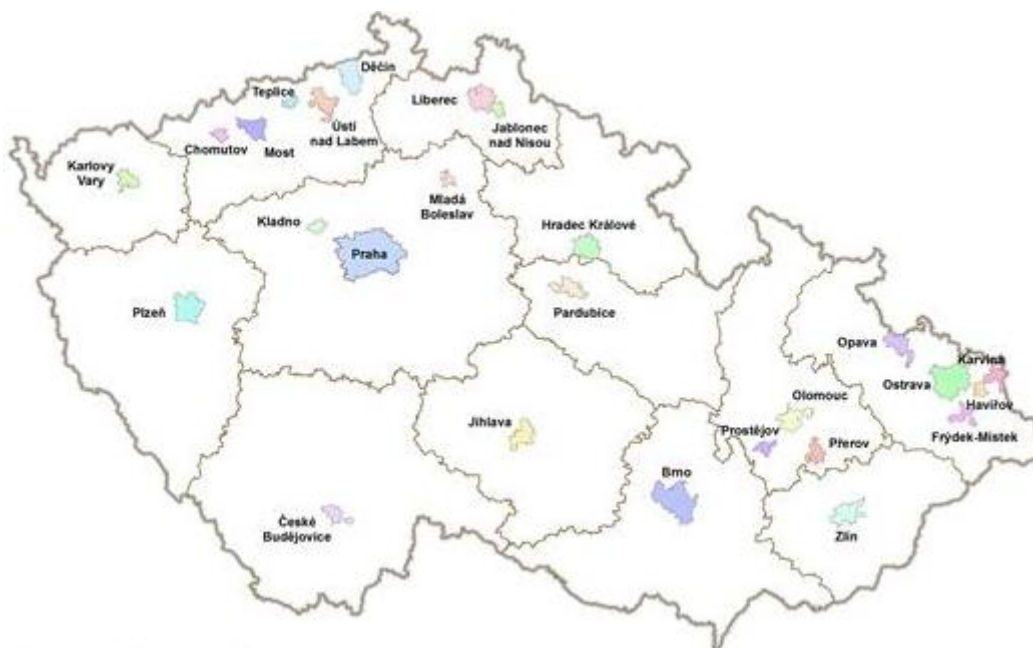 Děčín
Teplice
Ústí
nad Labem
Chomutov
Most
Liberec
Jablonec
nad Nisou
Karlovy
Vary
Mladá
Boleslav
Kladno
Praha
Hradec Králové
Pardubice
Plzeň
Opava
Karviná
Ostrava
Havířov
Frýdek-Místek
Olomouc
Prostějov
Přerov
Jihlava
Brno
České
Budějovice
Zlín